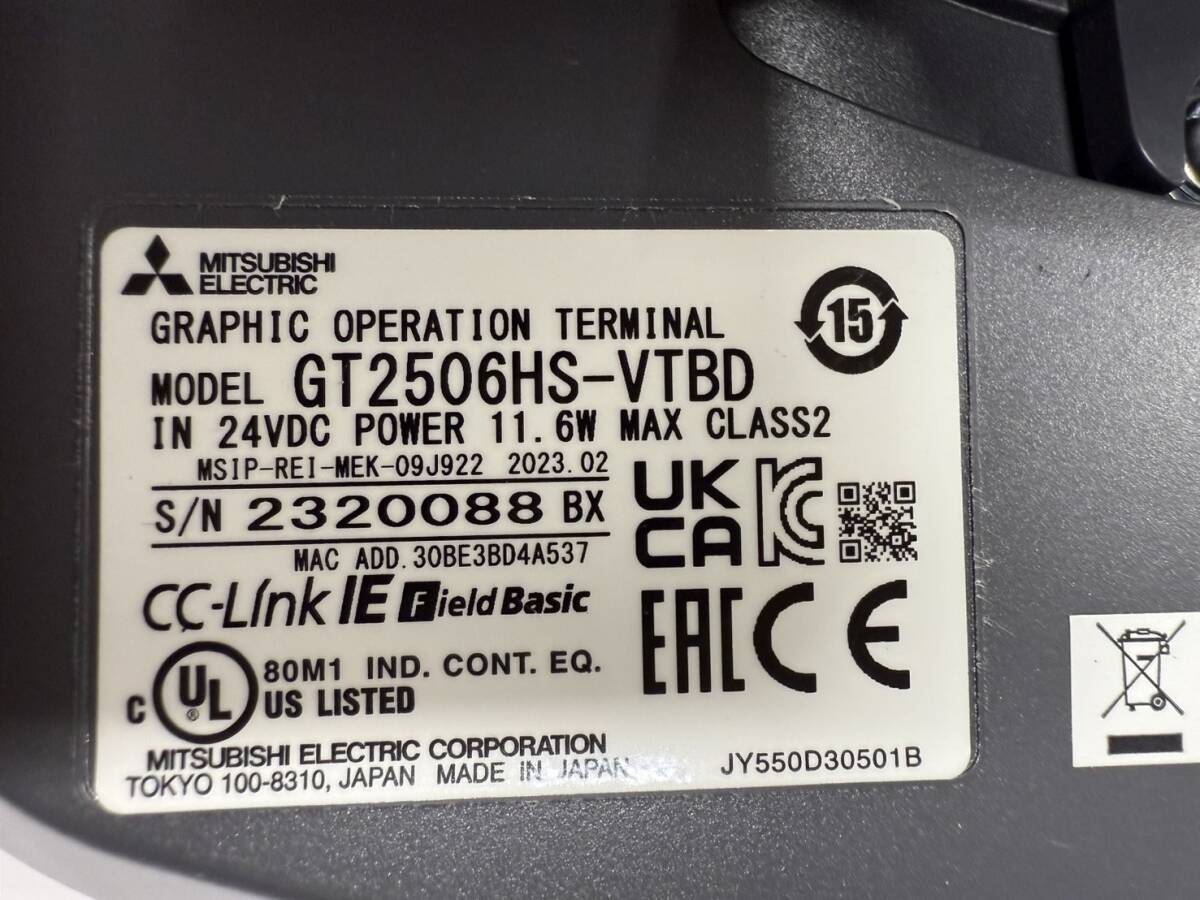 MITSUBISHI
ELECTRIC
15
GRAPHIC OPERATION TERMINAL
MODEL GT2506HS-VTBD
IN 24VDC POWER 11.6W MAX CLASS2
MSIP-REI-MEK-09J922 2023.02
S/N 2320088 BX
MAC ADD.30BE3BD4A537
UK
CA
KC
CC-Link IE Field Basic
EAC CE
C UL ® 80M1 IND. CONT. EQ.
US LISTED
MITSUBISHI ELECTRIC CORPORATION
TOKYO 100-8310, JAPAN MADE IN JAPAN
JY550D30501B